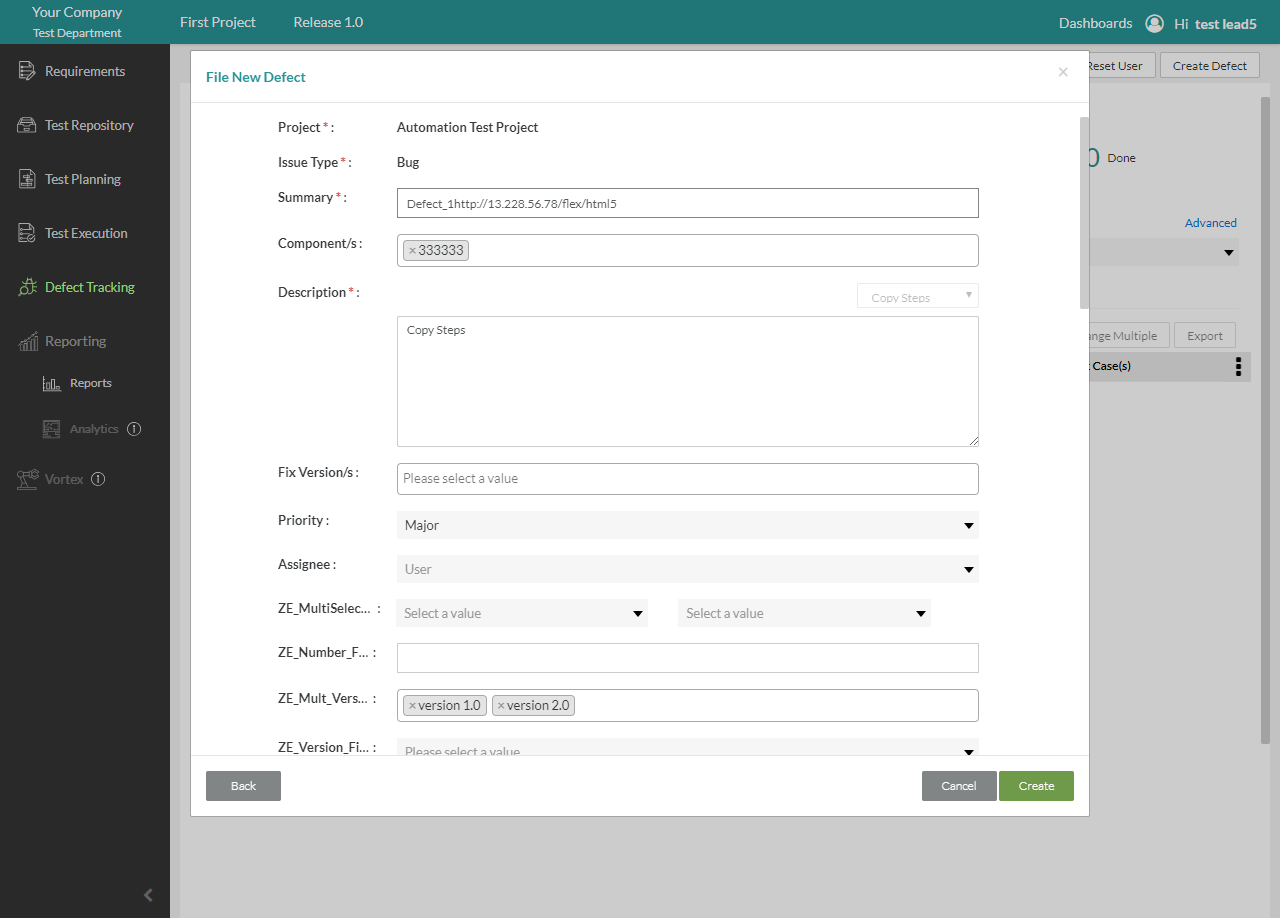 Your Company
Test Department
First Project
Release 1.0
Dashboards
Hi test lead5
Requirements
Test Repository
Test Planning
Test Execution
Defect Tracking
Reporting
Reports
Analytics
Vortex
Reset User
Create Defect
File New Defect
×
Project * :
Automation Test Project
Issue Type * :
Bug
0 Done
Summary * :
Defect_1http://13.228.56.78/flex/html5
Advanced
Component/s :
× 333333
Description * :
Copy Steps
Copy Steps
ange Multiple
Export
Case(s)
Fix Version/s :
Please select a value
Priority :
Major
Assignee :
User
ZE_MultiSelec... :
Select a value
Select a value
ZE_Number_F... :
ZE_Mult_Vers... :
× version 1.0 × version 2.0
ZE_Version_Fi... :
Please select a value
Back
Cancel
Create